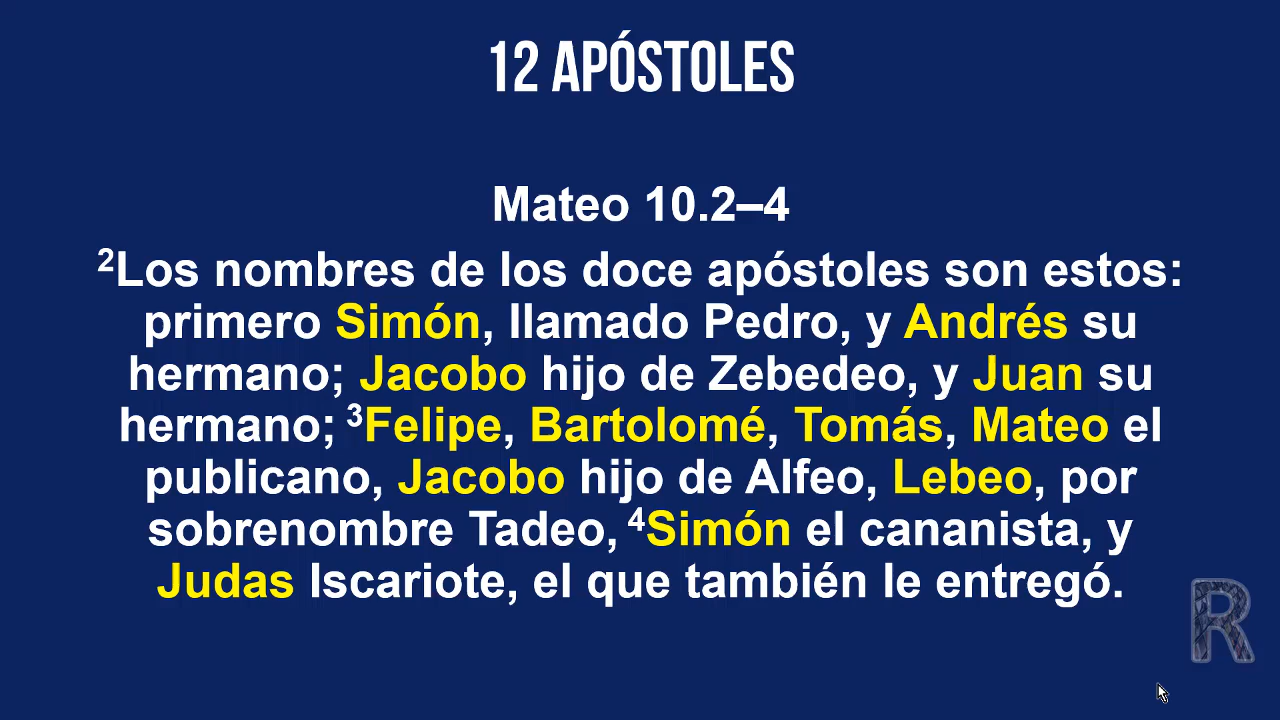 12 APÓSTOLES
Mateo 10.2–4
²Los nombres de los doce apóstoles son estos:
primero Simón, llamado Pedro, y Andrés su
hermano; Jacobo hijo de Zebedeo, y Juan su
hermano; ³Felipe, Bartolomé, Tomás, Mateo el
publicano, Jacobo hijo de Alfeo, Lebeo, por
sobrenombre Tadeo, ⁴Simón el cananista, y
Judas Iscariote, el que también le entregó.
R